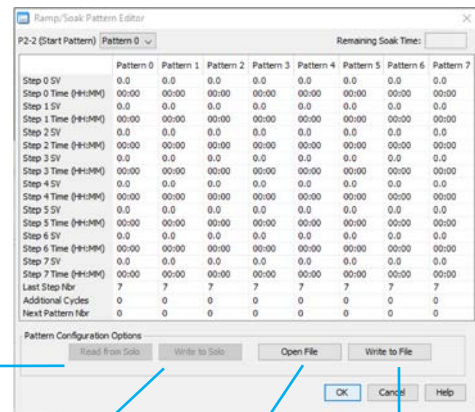 Ramp/Soak Pattern Editor
P2-2 (Start Pattern) Pattern 0 Remaining Soak Time:
Pattern 0 Pattern 1 Pattern 2 Pattern 3 Pattern 4 Pattern 5 Pattern 6 Pattern 7
Step 0 SV 0.0 0.0 0.0 0.0 0.0 0.0 0.0 0.0
Step 0 Time (HH:MM) 00:00 00:00 00:00 00:00 00:00 00:00 00:00 00:00
Step 1 SV 0.0 0.0 0.0 0.0 0.0 0.0 0.0 0.0
Step 1 Time (HH:MM) 00:00 00:00 00:00 00:00 00:00 00:00 00:00 00:00
Step 2 SV 0.0 0.0 0.0 0.0 0.0 0.0 0.0 0.0
Step 2 Time (HH:MM) 00:00 00:00 00:00 00:00 00:00 00:00 00:00 00:00
Step 3 SV 0.0 0.0 0.0 0.0 0.0 0.0 0.0 0.0
Step 3 Time (HH:MM) 00:00 00:00 00:00 00:00 00:00 00:00 00:00 00:00
Step 4 SV 0.0 0.0 0.0 0.0 0.0 0.0 0.0 0.0
Step 4 Time (HH:MM) 00:00 00:00 00:00 00:00 00:00 00:00 00:00 00:00
Step 5 SV 0.0 0.0 0.0 0.0 0.0 0.0 0.0 0.0
Step 5 Time (HH:MM) 00:00 00:00 00:00 00:00 00:00 00:00 00:00 00:00
Step 6 SV 0.0 0.0 0.0 0.0 0.0 0.0 0.0 0.0
Step 6 Time (HH:MM) 00:00 00:00 00:00 00:00 00:00 00:00 00:00 00:00
Step 7 SV 0.0 0.0 0.0 0.0 0.0 0.0 0.0 0.0
Step 7 Time (HH:MM) 00:00 00:00 00:00 00:00 00:00 00:00 00:00 00:00
Last Step Nbr 7 7 7 7 7 7 7 7
Additional Cycles 0 0 0 0 0 0 0 0
Next Pattern Nbr 0 0 0 0 0 0 0 0
Pattern Configuration Options
Read from Solo Write to Solo Open File Write to File
OK Cancel Help